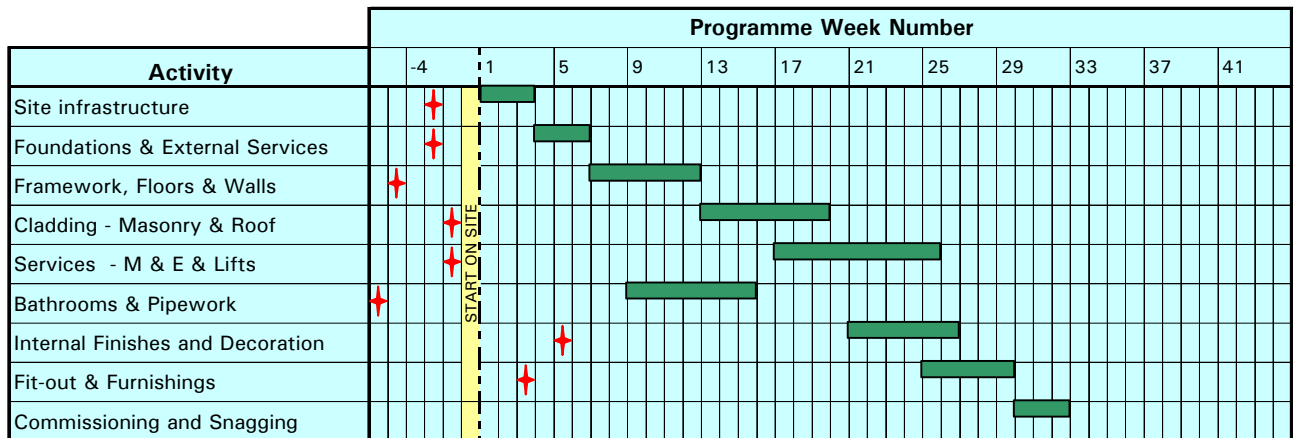 Programme Week Number
Activity
-4 1 5 9 13 17 21 25 29 33 37 41
Site infrastructure
Foundations & External Services
Framework, Floors & Walls
Cladding - Masonry & Roof
Services - M & E & Lifts
Bathrooms & Pipework
Internal Finishes and Decoration
Fit-out & Furnishings
Commissioning and Snagging
START ON SITE